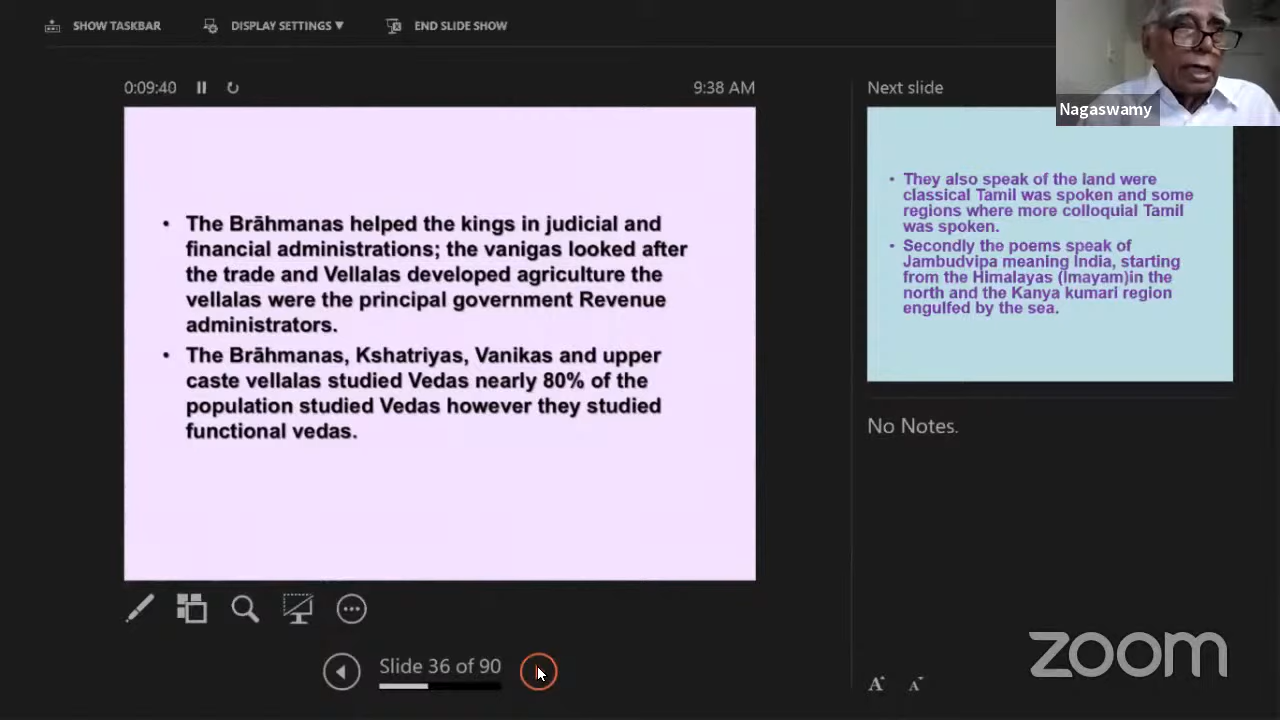 SHOW TASKBAR
DISPLAY SETTINGS ▼
END SLIDE SHOW
0:09:40
9:38 AM
Next slide
Nagaswamy
• The Brāhmanas helped the kings in judicial and
financial administrations; the vanigas looked after
the trade and Vellalas developed agriculture the
vellalas were the principal government Revenue
administrators.
• The Brāhmanas, Kshatriyas, Vanikas and upper
caste vellalas studied Vedas nearly 80% of the
population studied Vedas however they studied
functional vedas.
• They also speak of the land were
classical Tamil was spoken and some
regions where more colloquial Tamil
was spoken.
• Secondly the poems speak of
Jambudvipa meaning India, starting
from the Himalayas (Imayam)in the
north and the Kanya kumari region
engulfed by the sea.
No Notes.
Slide 36 of 90
A A
zoom